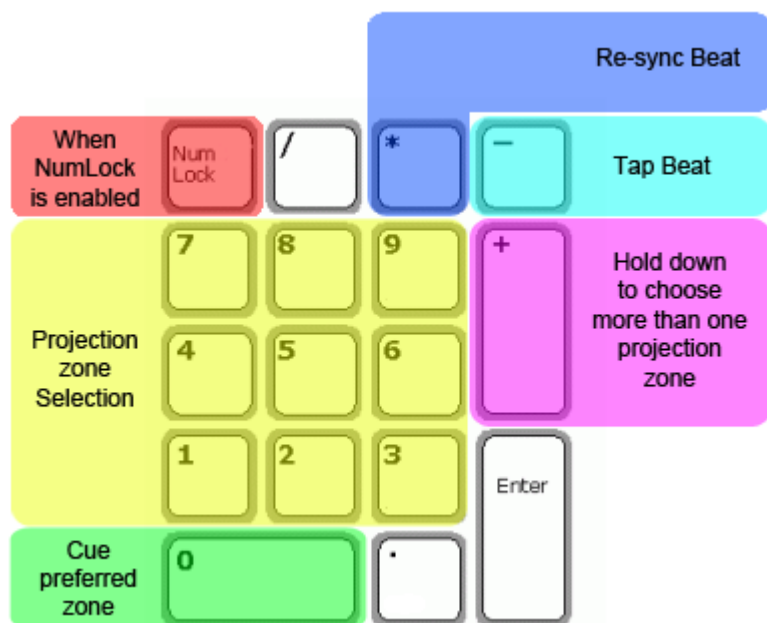 Re-sync Beat
When
NumLock
is enabled
Num
Lock
/
*
−
Tap Beat
7
8
9
+
Hold down
to choose
more than one
projection
zone
Projection
zone
Selection
4
5
6
1
2
3
Enter
Cue
preferred
zone
0
.